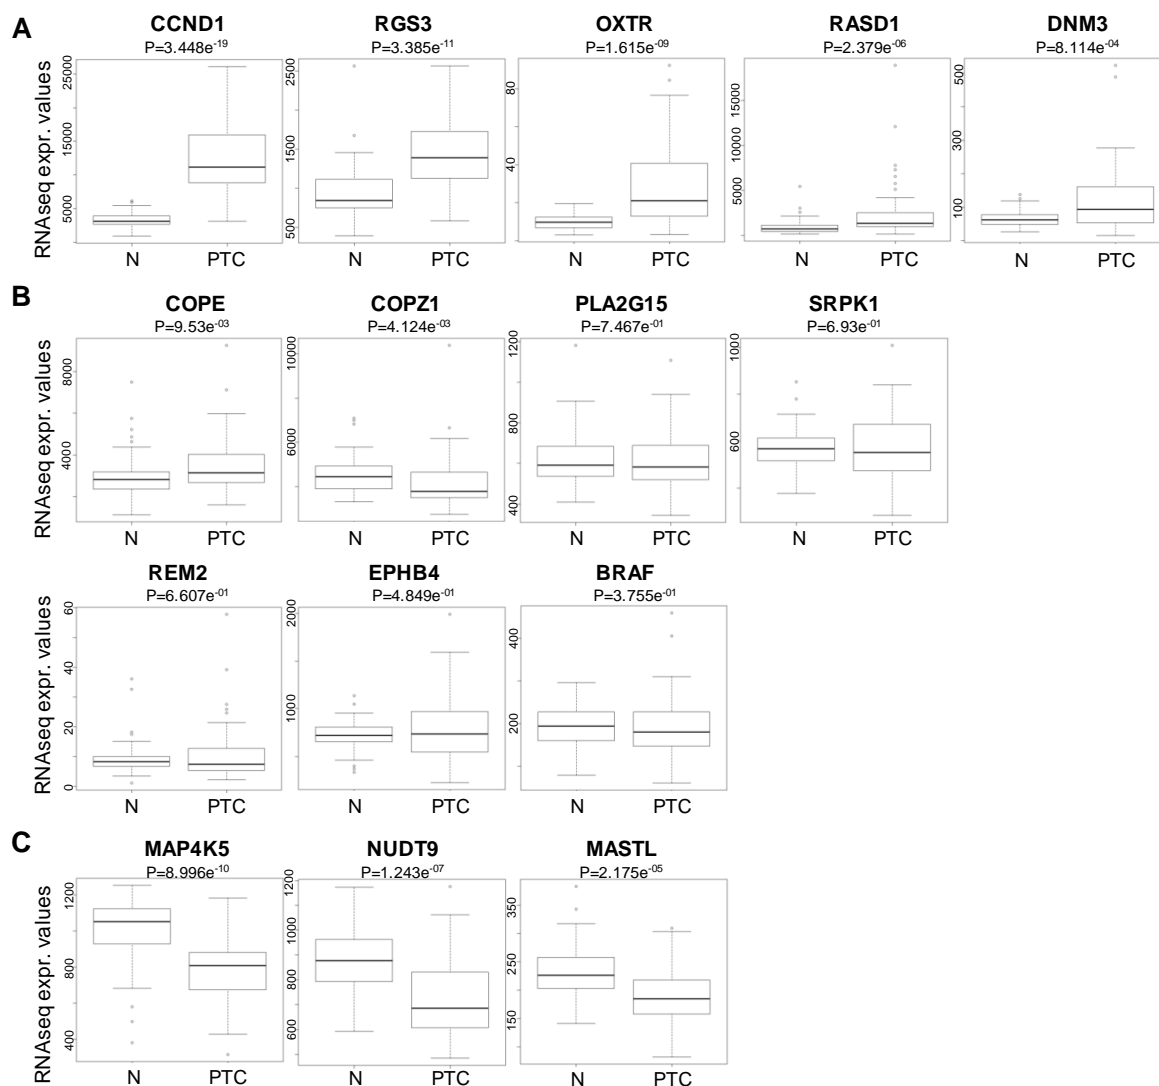 A
CCND1 RGS3 OXTR RASD1 DNM3
P=3.448e-19 P=3.385e-11 P=1.615e-09 P=2.379e-06 P=8.114e-04
RNAseq expr. values
5000 15000 25000
500 1500 2500
40 80
5000 15000
100 300 500
N PTC N PTC N PTC N PTC N PTC
B
COPE COPZ1 PLA2G15 SRPK1
P=9.53e-03 P=4.124e-03 P=7.467e-01 P=6.93e-01
RNAseq expr. values
4000 8000
6000 10000
400 800 1200
600 1000
N PTC N PTC N PTC N PTC
REM2 EPHB4 BRAF
P=6.607e-01 P=4.849e-01 P=3.755e-01
RNAseq expr. values
0 20 40 60
1000 2000
200 400
N PTC N PTC N PTC
C
MAP4K5 NUDT9 MASTL
P=8.996e-10 P=1.243e-07 P=2.175e-05
RNAseq expr. values
400 800 1200
600 800 1000 1200
150 250 350
N PTC N PTC N PTC